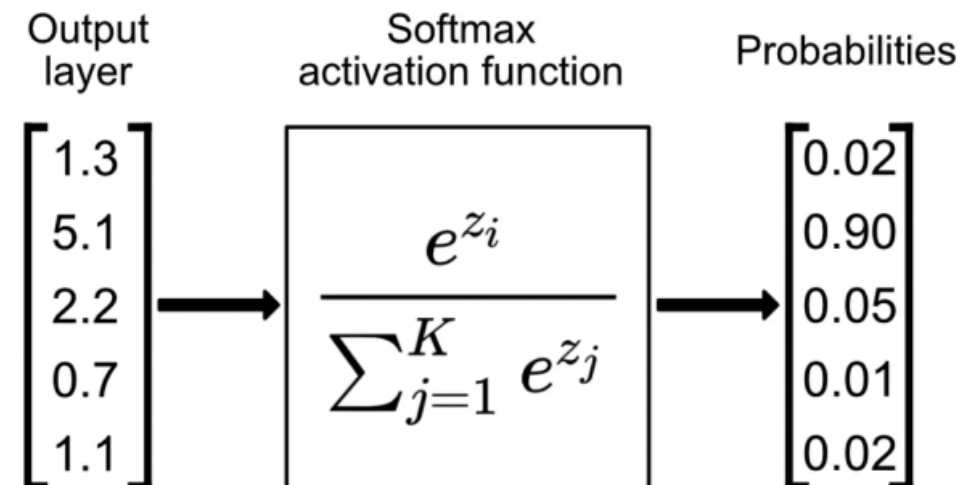 Output
layer
Softmax
activation function
Probabilities
1.3
5.1
2.2
0.7
1.1
e^{z_i}
∑_{j=1}^{K} e^{z_j}
0.02
0.90
0.05
0.01
0.02